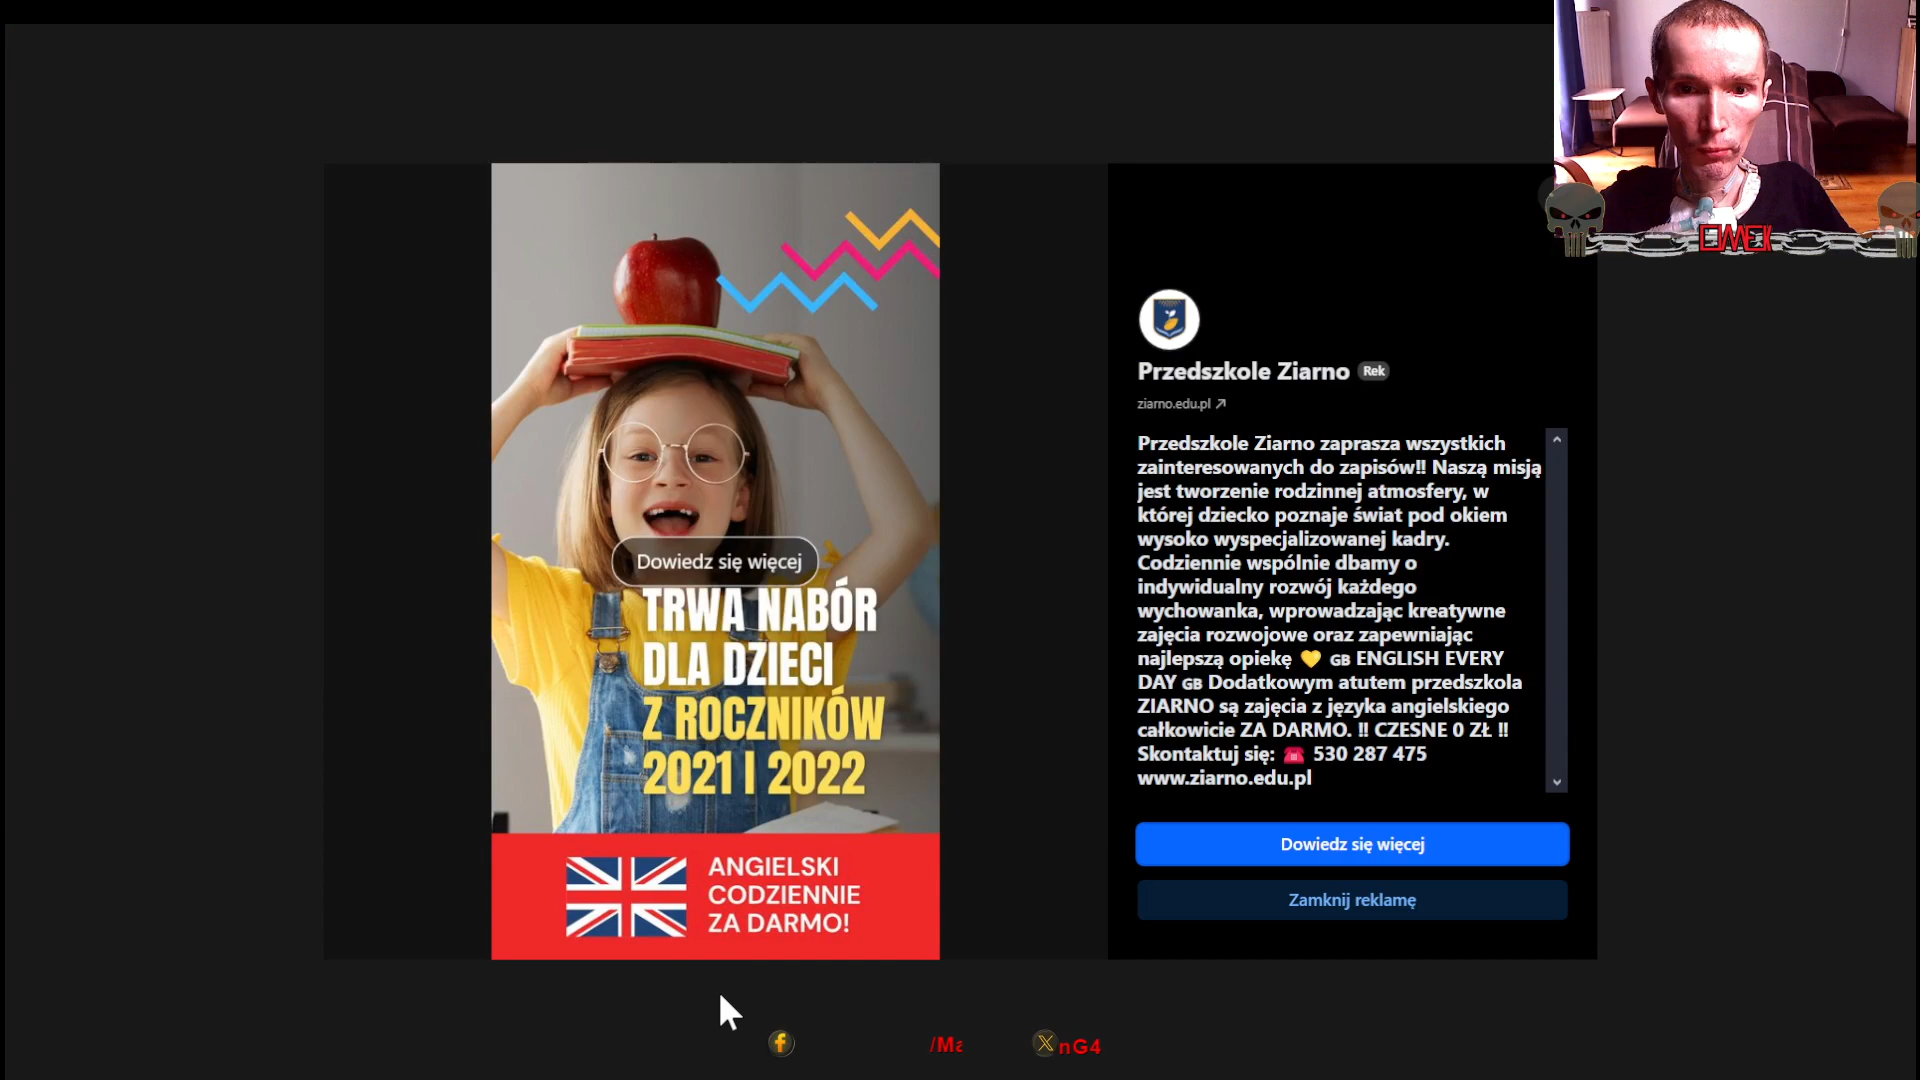 Dowiedz się więcej
TRWA NABÓR
DLA DZIECI
Z ROCZNIKÓW
2021 I 2022
ANGIELSKI
CODZIENNIE
ZA DARMO!
Przedszkole Ziarno Rek
ziarno.edu.pl
Przedszkole Ziarno zaprasza wszystkich
zainteresowanych do zapisów!! Naszą misją
jest tworzenie rodzinnej atmosfery, w
której dziecko poznaje świat pod okiem
wysoko wyspecjalizowanej kadry.
Codziennie wspólnie dbamy o
indywidualny rozwój każdego
wychowanka, wprowadzając kreatywne
zajęcia rozwojowe oraz zapewniając
najlepszą opiekę 💛 GB ENGLISH EVERY
DAY GB Dodatkowym atutem przedszkola
ZIARNO są zajęcia z języka angielskiego
całkowicie ZA DARMO. ‼ CZESNE 0 ZŁ ‼
Skontaktuj się: ☎ 530 287 475
www.ziarno.edu.pl
Dowiedz się więcej
Zamknij reklamę
/Ma
nG4